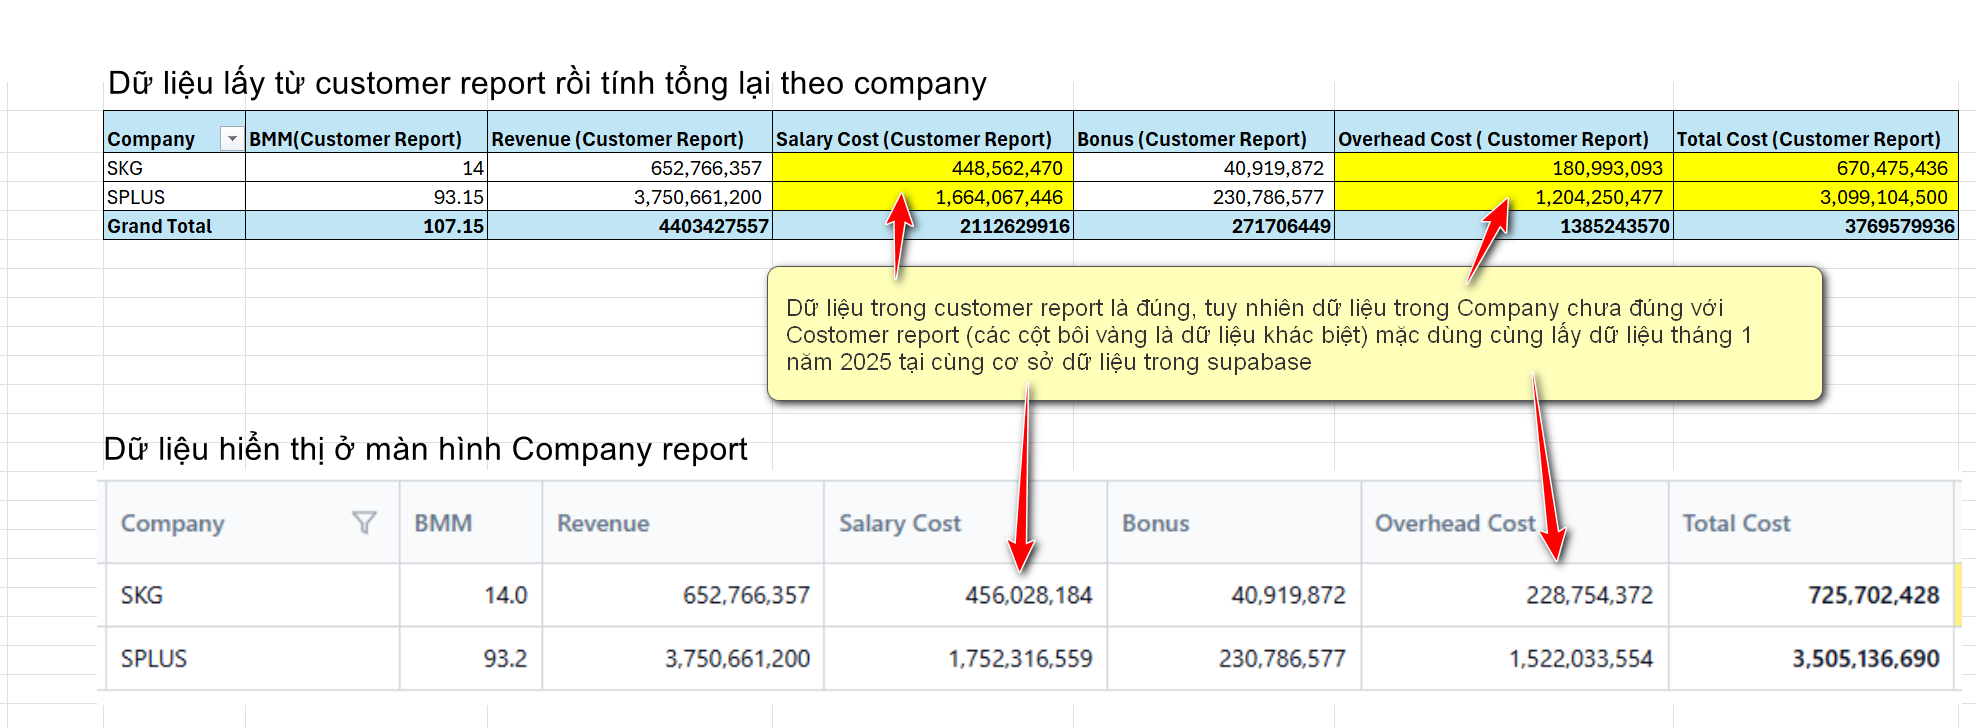 Dữ liệu lấy từ customer report rồi tính tổng lại theo company
Company BMM(Customer Report) Revenue (Customer Report) Salary Cost (Customer Report) Bonus (Customer Report) Overhead Cost ( Customer Report) Total Cost (Customer Report)
SKG 14 652,766,357 448,562,470 40,919,872 180,993,093 670,475,436
SPLUS 93.15 3,750,661,200 1,664,067,446 230,786,577 1,204,250,477 3,099,104,500
Grand Total 107.15 4403427557 2112629916 271706449 1385243570 3769579936
Dữ liệu trong customer report là đúng, tuy nhiên dữ liệu trong Company chưa đúng với
Costomer report (các cột bôi vàng là dữ liệu khác biệt) mặc dùng cùng lấy dữ liệu tháng 1
năm 2025 tại cùng cơ sở dữ liệu trong supabase
Dữ liệu hiển thị ở màn hình Company report
Company BMM Revenue Salary Cost Bonus Overhead Cost Total Cost
SKG 14.0 652,766,357 456,028,184 40,919,872 228,754,372 725,702,428
SPLUS 93.2 3,750,661,200 1,752,316,559 230,786,577 1,522,033,554 3,505,136,690